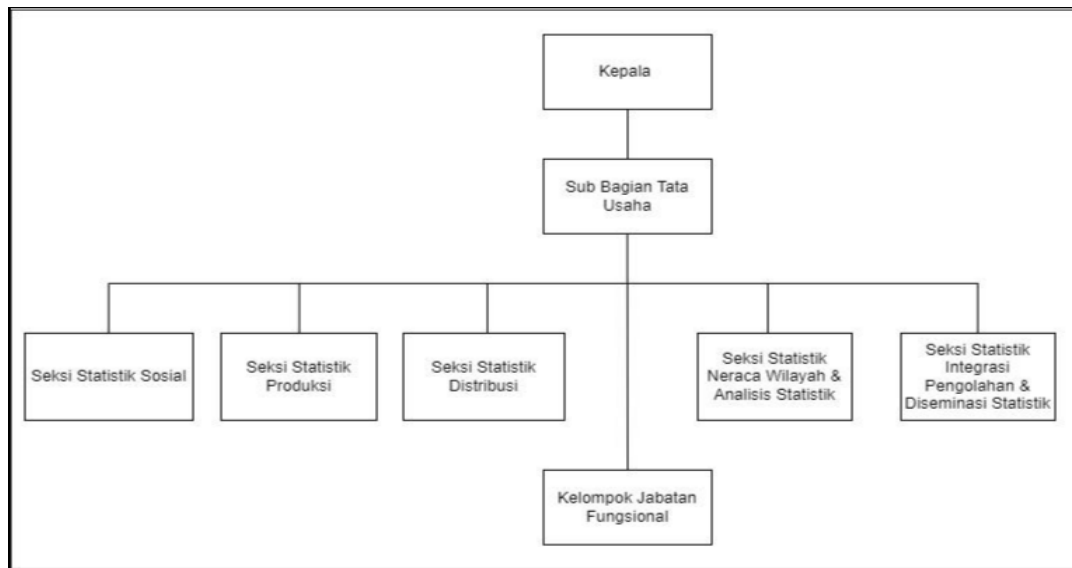 Kepala
Sub Bagian Tata
Usaha
Seksi Statistik Sosial
Seksi Statistik
Produksi
Seksi Statistik
Distribusi
Seksi Statistik
Neraca Wilayah &
Analisis Statistik
Seksi Statistik
Integrasi
Pengolahan &
Diseminasi Statistik
Kelompok Jabatan
Fungsional